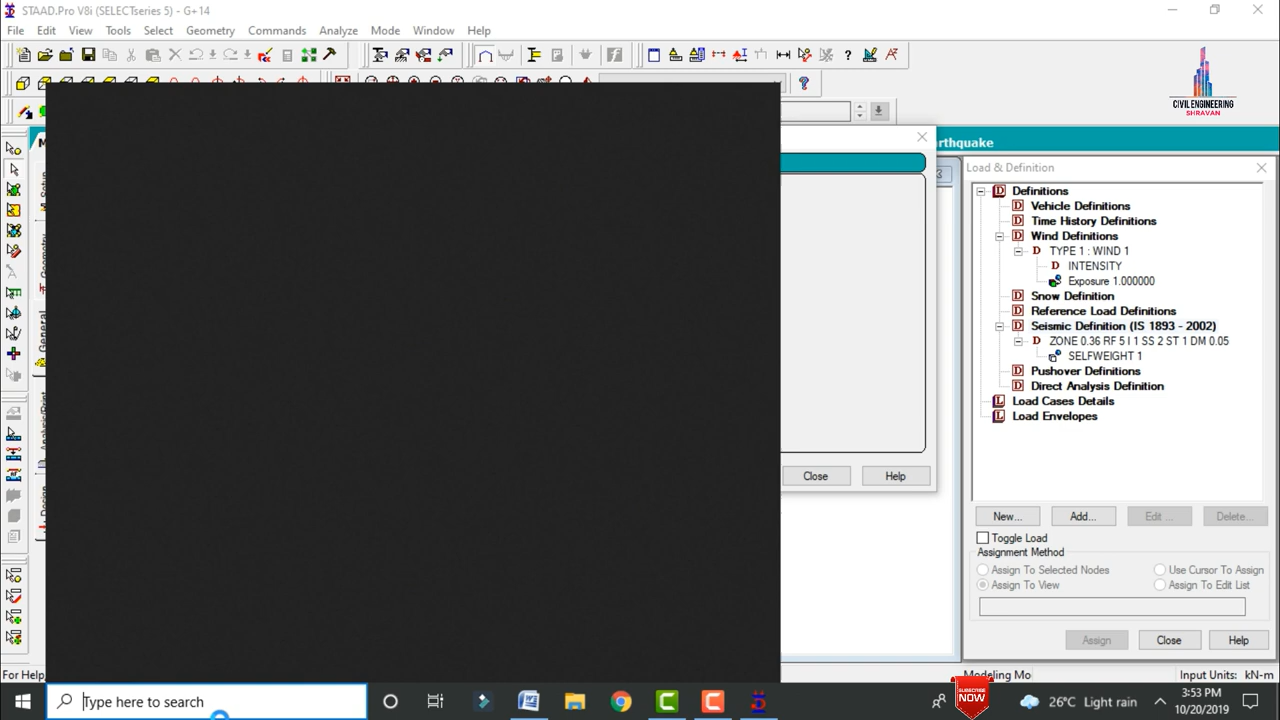 STAAD.Pro V8i (SELECTseries 5) - G+14
File Edit View Tools Select Geometry Commands Analyze Mode Window Help
CIVIL ENGINEERING
SHRAVAN
rthquake
Load & Definition
Definitions
Vehicle Definitions
Time History Definitions
Wind Definitions
TYPE 1 : WIND 1
INTENSITY
Exposure 1.000000
Snow Definition
Reference Load Definitions
Seismic Definition (IS 1893 - 2002)
ZONE 0.36 RF 5 I 1 SS 2 ST 1 DM 0.05
SELFWEIGHT 1
Pushover Definitions
Direct Analysis Definition
Load Cases Details
Load Envelopes
General
Close Help
New... Add... Edit ... Delete...
Toggle Load
Assignment Method
Assign To Selected Nodes Use Cursor To Assign
Assign To View Assign To Edit List
Assign Close Help
For Help Modeling Mo Input Units: kN-m
Type here to search
SUBSCRIBE
NOW
26°C Light rain
3:53 PM
10/20/2019